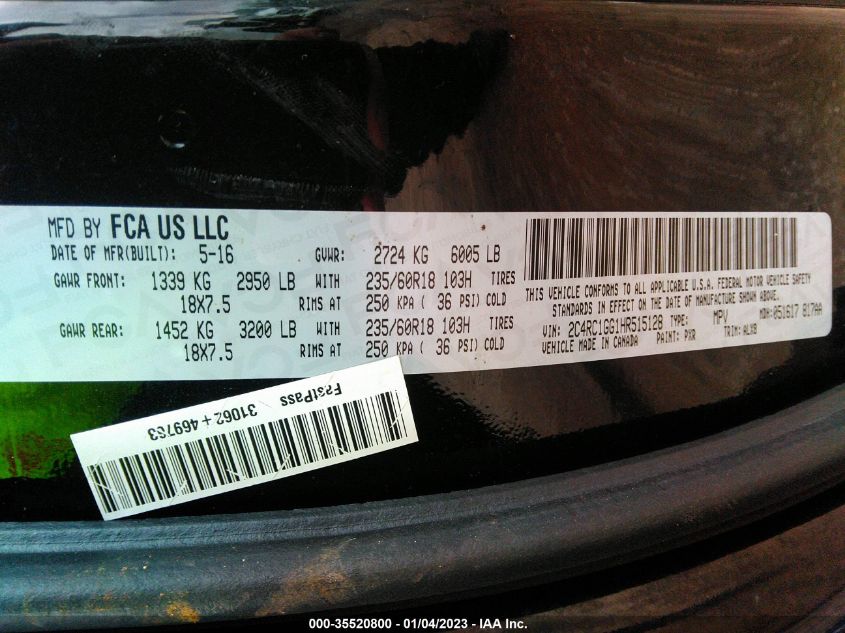 MFD BY FCA US LLC
DATE OF MFR(BUILT): 5-16 GVWR: 2724 KG 6005 LB
GAWR FRONT: 1339 KG 2950 LB WITH 235/60R18 103H TIRES
18X7.5 RIMS AT 250 KPA ( 36 PSI) COLD
GAWR REAR: 1452 KG 3200 LB WITH 235/60R18 103H TIRES
18X7.5 RIMS AT 250 KPA ( 36 PSI) COLD
THIS VEHICLE CONFORMS TO ALL APPLICABLE U.S.A. FEDERAL MOTOR VEHICLE SAFETY
STANDARDS IN EFFECT ON THE DATE OF MANUFACTURE SHOWN ABOVE.
VIN: 2C4RC1GG1HR515128 TYPE: MPV MDH: 051617 817AA
VEHICLE MADE IN CANADA PAINT: PXR TRIM: ALX8
FastPass
31062+469763
000-35520800 - 01/04/2023 - IAA Inc.